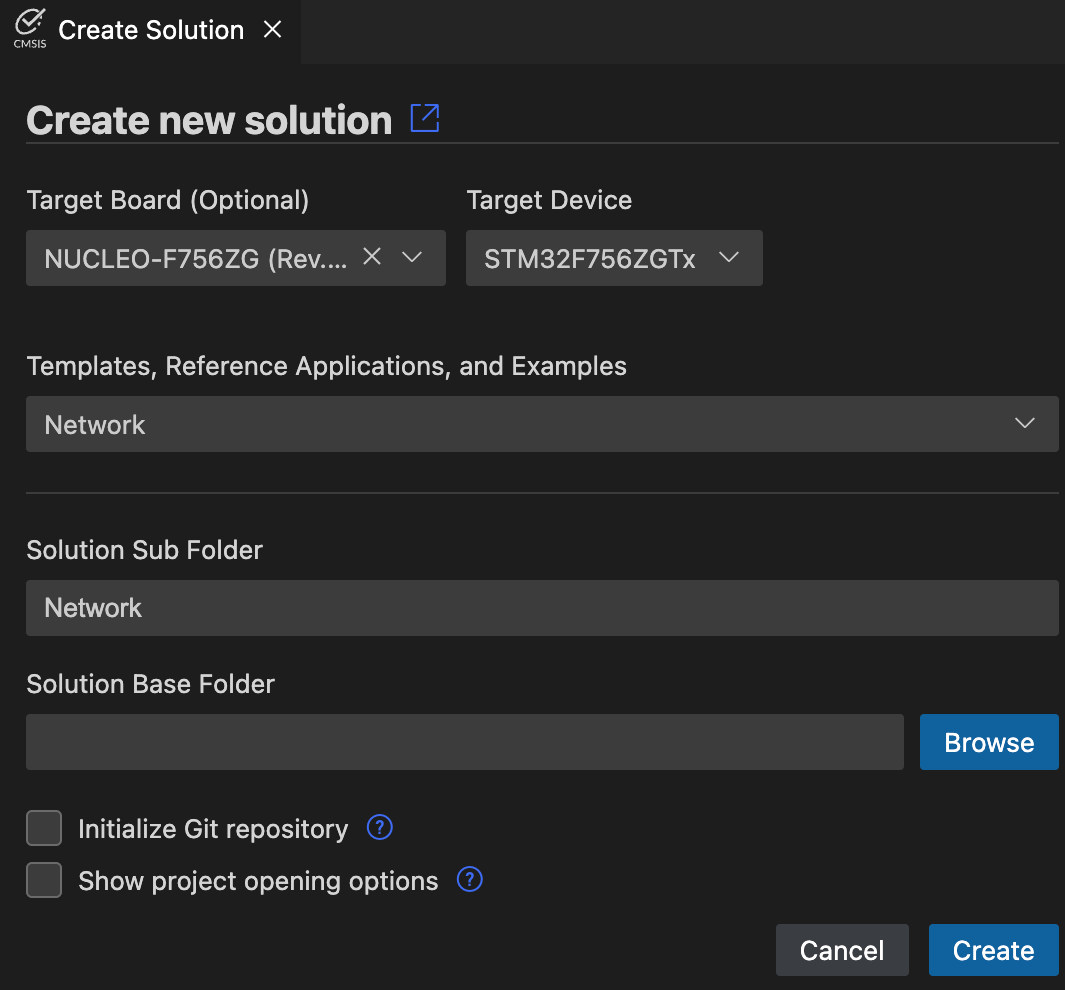 CMSIS
Create Solution
Create new solution
Target Board (Optional) Target Device
NUCLEO-F756ZG (Rev.... STM32F756ZGTx
Templates, Reference Applications, and Examples
Network
Solution Sub Folder
Network
Solution Base Folder
Browse
Initialize Git repository ?
Show project opening options ?
Cancel Create